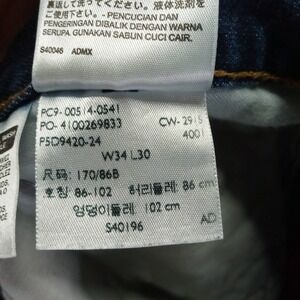 返して洗ってください。液体洗剤を
ご使用下さい。- PENCUCIAN DAN
PENGERINGAN DIBALIK DENGAN WARNA
SERUPA. GUNAKAN SABUN CUCI CAIR.
S40045 ADMX
PC9-00514-0541
PO-4100269833 CW-2915
P5D9420-24 4001
W34 L30
尺码: 170/86B
호칭: 86-102 허리둘레: 86 cm
엉덩이둘레: 102 cm
S40196 AD